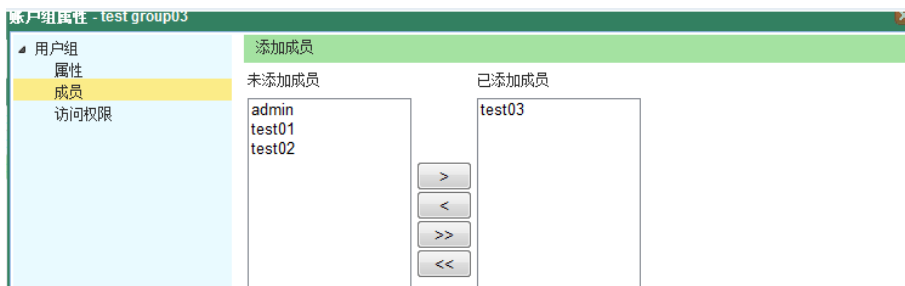 账户组属性 - test group03
用户组
属性
成员
访问权限
添加成员
未添加成员
已添加成员
admin
test01
test02
test03
>
<
>>
<<